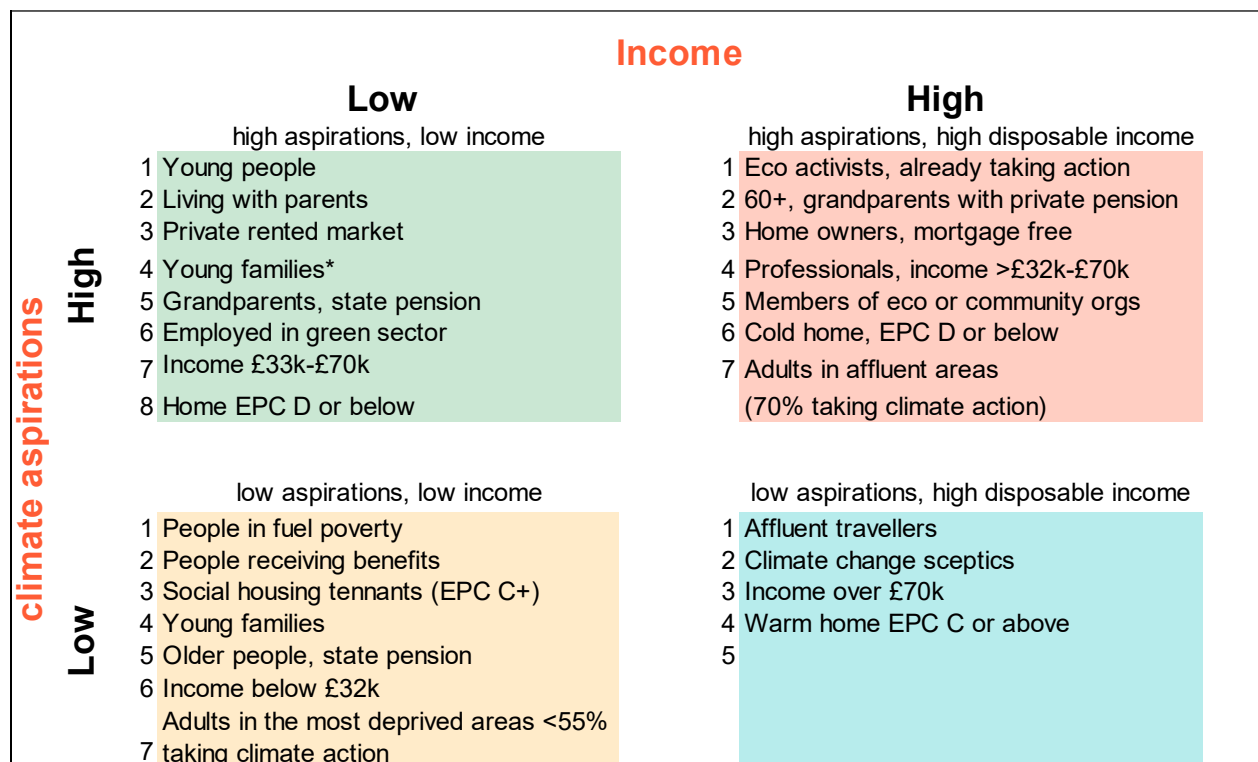 Income
Low
High
high aspirations, low income
high aspirations, high disposable income
climate aspirations
High
1 Young people
2 Living with parents
3 Private rented market
4 Young families*
5 Grandparents, state pension
6 Employed in green sector
7 Income £33k-£70k
8 Home EPC D or below
1 Eco activists, already taking action
2 60+, grandparents with private pension
3 Home owners, mortgage free
4 Professionals, income >£32k-£70k
5 Members of eco or community orgs
6 Cold home, EPC D or below
7 Adults in affluent areas
(70% taking climate action)
low aspirations, low income
low aspirations, high disposable income
Low
1 People in fuel poverty
2 People receiving benefits
3 Social housing tennants (EPC C+)
4 Young families
5 Older people, state pension
6 Income below £32k
Adults in the most deprived areas <55%
7 taking climate action
1 Affluent travellers
2 Climate change sceptics
3 Income over £70k
4 Warm home EPC C or above
5